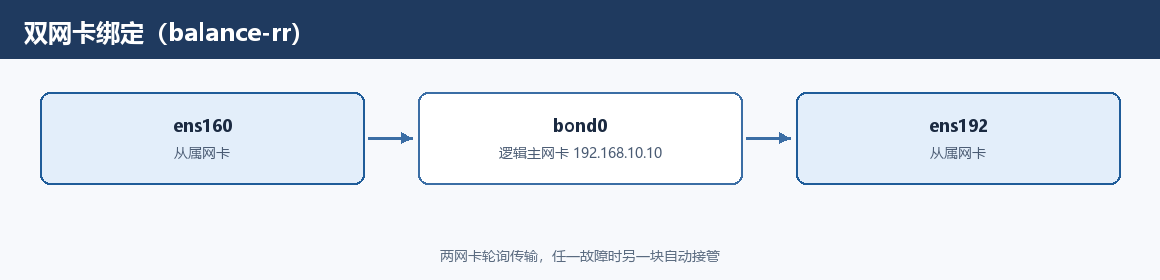 双网卡绑定（balance-rr）
ens160
从属网卡
bond0
逻辑主网卡 192.168.10.10
ens192
从属网卡
两网卡轮询传输，任一故障时另一块自动接管